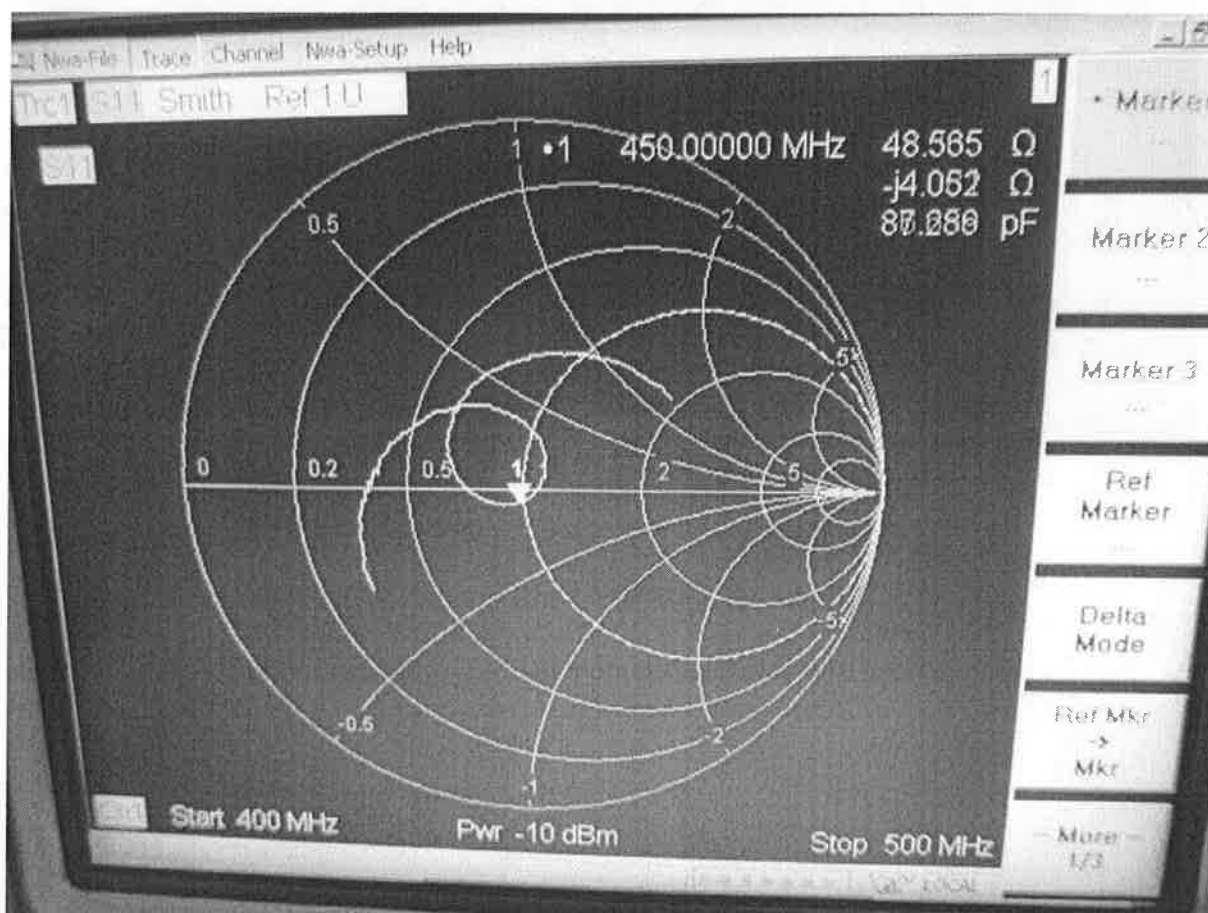 Nwa-File Trace Channel Nwa-Setup Help
Trc1 S11 Smith Ref 1 U
1
S11
1 •1 450.00000 MHz 48.565 Ω
-j4.052 Ω
pF
0.5
2
5
0 0.2 0.5 1 2 5
-5
-0.5
-2
-1
Start 400 MHz Pwr -10 dBm Stop 500 MHz
• Marker
...
Marker 2
...
Marker 3
...
Ref
Marker
...
Delta
Mode
Ref Mkr
->
Mkr
— More —
1/3
LOCAL